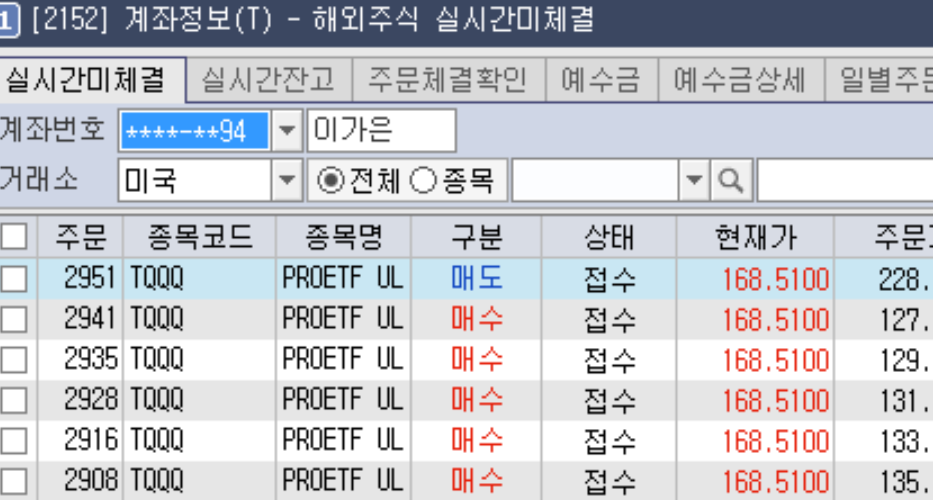 1 [2152] 계좌정보(T) - 해외주식 실시간미체결
실시간미체결 실시간잔고 주문체결확인 예수금 예수금상세 일별주문
계좌번호 ****-**94 이가은
거래소 미국 전체 종목
주문 종목코드 종목명 구분 상태 현재가 주문
2951 TQQQ PROETF UL 매도 접수 168.5100 228.
2941 TQQQ PROETF UL 매수 접수 168.5100 127.
2935 TQQQ PROETF UL 매수 접수 168.5100 129.
2928 TQQQ PROETF UL 매수 접수 168.5100 131.
2916 TQQQ PROETF UL 매수 접수 168.5100 133.
2908 TQQQ PROETF UL 매수 접수 168.5100 135.